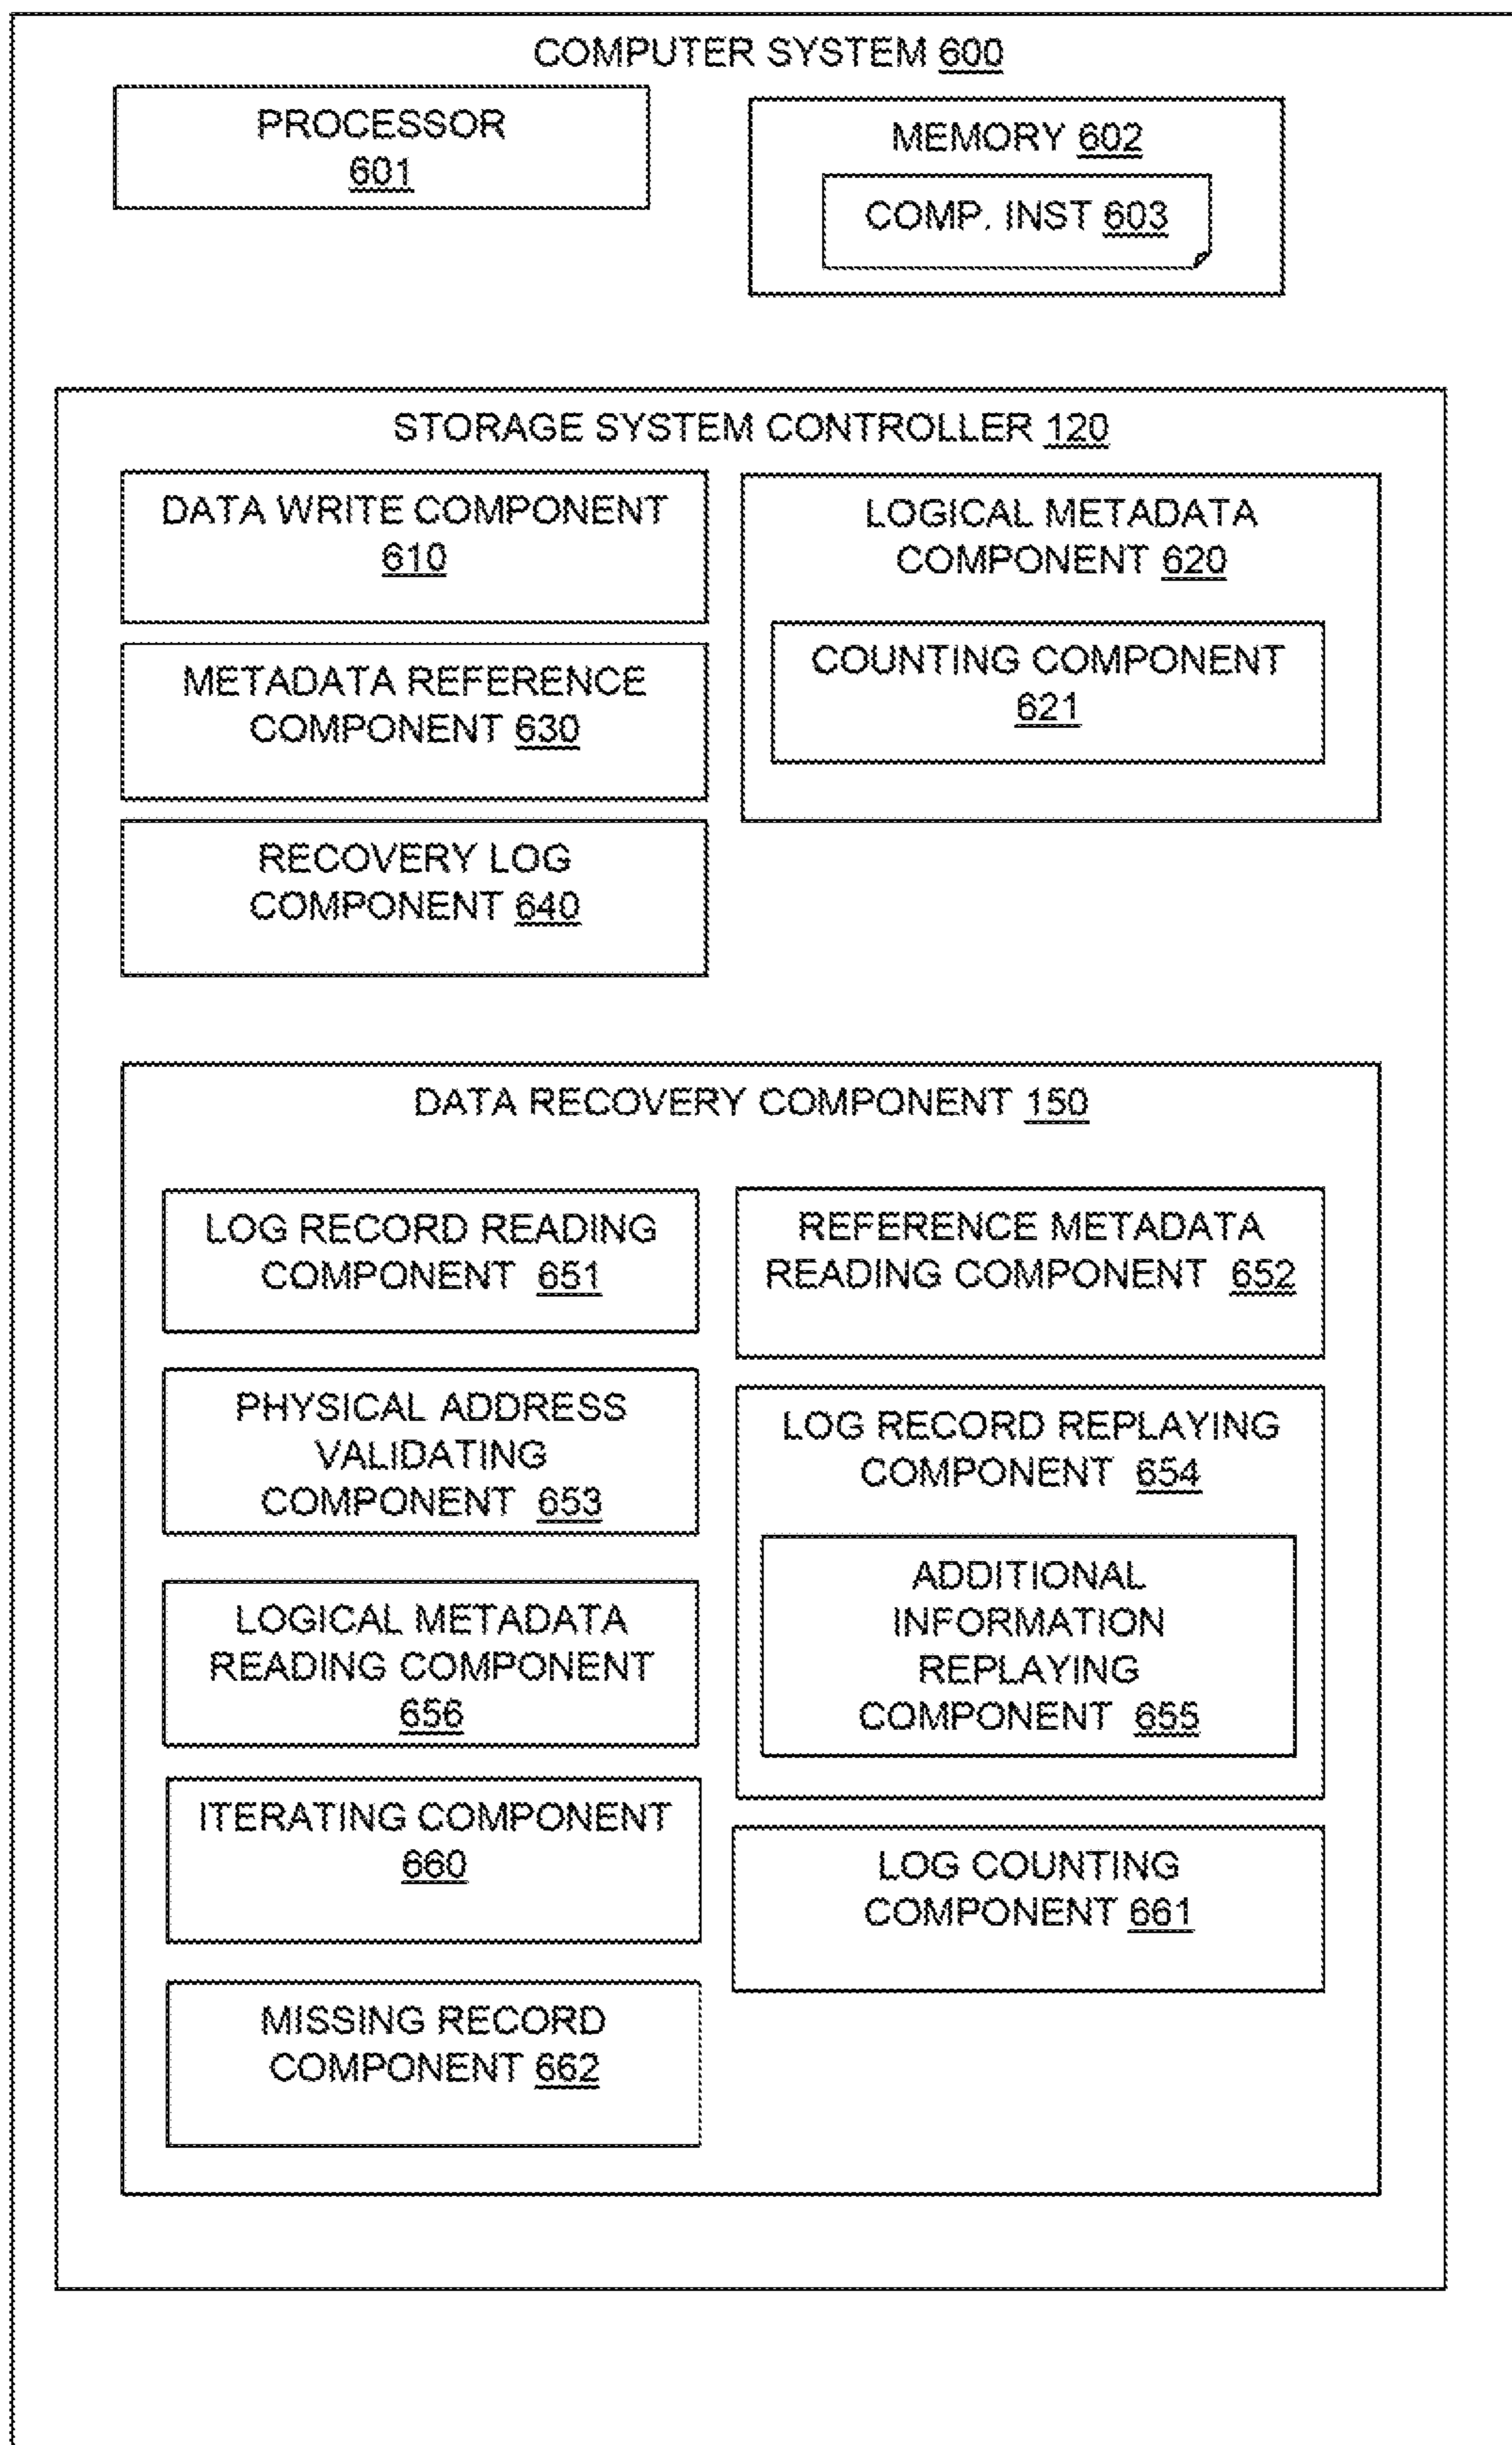 COMPUTER SYSTEM 600
PROCESSOR
601
MEMORY 602
COMP. INST 603
STORAGE SYSTEM CONTROLLER 120
DATA WRITE COMPONENT
610
LOGICAL METADATA
COMPONENT 620
COUNTING COMPONENT
621
METADATA REFERENCE
COMPONENT 630
RECOVERY LOG
COMPONENT 640
DATA RECOVERY COMPONENT 150
LOG RECORD READING
COMPONENT 651
REFERENCE METADATA
READING COMPONENT 652
PHYSICAL ADDRESS
VALIDATING
COMPONENT 653
LOG RECORD REPLAYING
COMPONENT 654
ADDITIONAL
INFORMATION
REPLAYING
COMPONENT 655
LOGICAL METADATA
READING COMPONENT
656
ITERATING COMPONENT
660
LOG COUNTING
COMPONENT 661
MISSING RECORD
COMPONENT 662